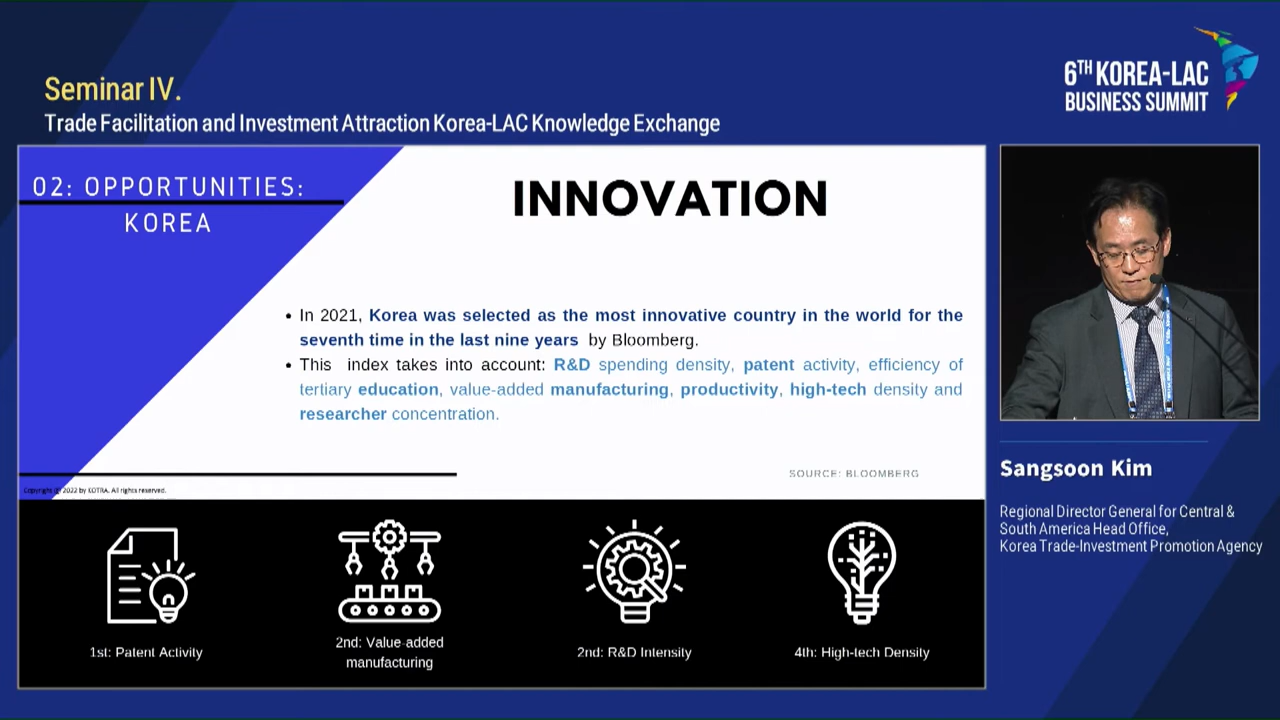 Seminar IV.
Trade Facilitation and Investment Attraction Korea-LAC Knowledge Exchange
6TH KOREA-LAC
BUSINESS SUMMIT
02: OPPORTUNITIES:
KOREA
INNOVATION
• In 2021, Korea was selected as the most innovative country in the world for the
seventh time in the last nine years by Bloomberg.
• This index takes into account: R&D spending density, patent activity, efficiency of
tertiary education, value-added manufacturing, productivity, high-tech density and
researcher concentration.
SOURCE: BLOOMBERG
Copyright ⓒ 2022 by KOTRA. All rights reserved.
1st: Patent Activity
2nd: Value-added
manufacturing
2nd: R&D Intensity
4th: High-tech Density
Sangsoon Kim
Regional Director General for Central &
South America Head Office,
Korea Trade-Investment Promotion Agency